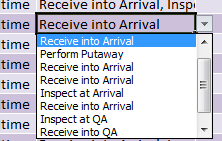 time Receive into Arrival, Inspe
time Receive into Arrival
time Receive into Arrival
time Perform Putaway
time Receive into Arrival
time Receive into Arrival
time Inspect at Arrival
time Receive into Arrival
Inspect at QA
time Receive into QA